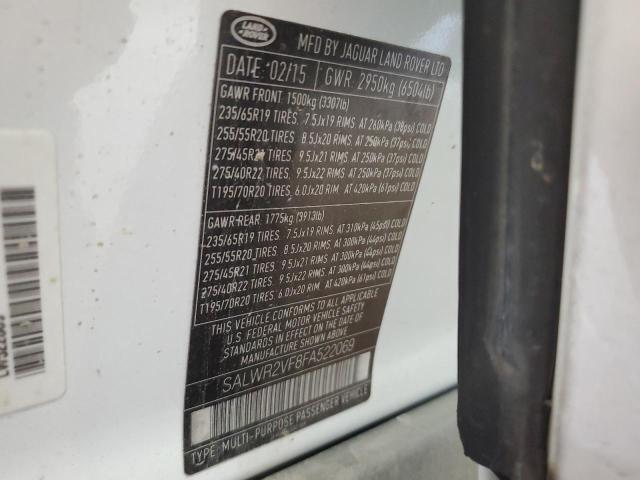 LAND ROVER
MFD BY JAGUAR LAND ROVER LTD
DATE: 02/15 GWR: 2950kg (6504lb)
GAWR FRONT 1500kg (3307lb)
235/65R19 TIRES. 7.5Jx19 RIMS. AT 260kPa (38psi) COLD
255/55R20 TIRES. 8.5Jx20 RIMS. AT 250kPa (37psi) COLD
275/45R21 TIRES. 9.5Jx21 RIMS. AT 250kPa (37psi) COLD
275/40R22 TIRES. 9.5Jx22 RIMS. AT 250kPa (37psi) COLD
T195/70R20 TIRES. 6.0Jx20 RIM. AT 420kPa (61psi) COLD
GAWR REAR 1775kg (3913lb)
235/65R19 TIRES. 7.5Jx19 RIMS. AT 310kPa (45psi) COLD
255/55R20 TIRES. 8.5Jx20 RIMS. AT 300kPa (44psi) COLD
275/45R21 TIRES. 9.5Jx21 RIMS. AT 300kPa (44psi) COLD
275/40R22 TIRES. 9.5Jx22 RIMS. AT 300kPa (44psi) COLD
T195/70R20 TIRES. 6.0Jx20 RIM. AT 420kPa (61psi) COLD
THIS VEHICLE CONFORMS TO ALL APPLICABLE
U.S. FEDERAL MOTOR VEHICLE SAFETY STANDARDS
IN EFFECT ON THE DATE OF MANUFACTURE SHOWN ABOVE.
SALWR2VF8FA522069
TYPE: MULTI-PURPOSE PASSENGER VEHICLE